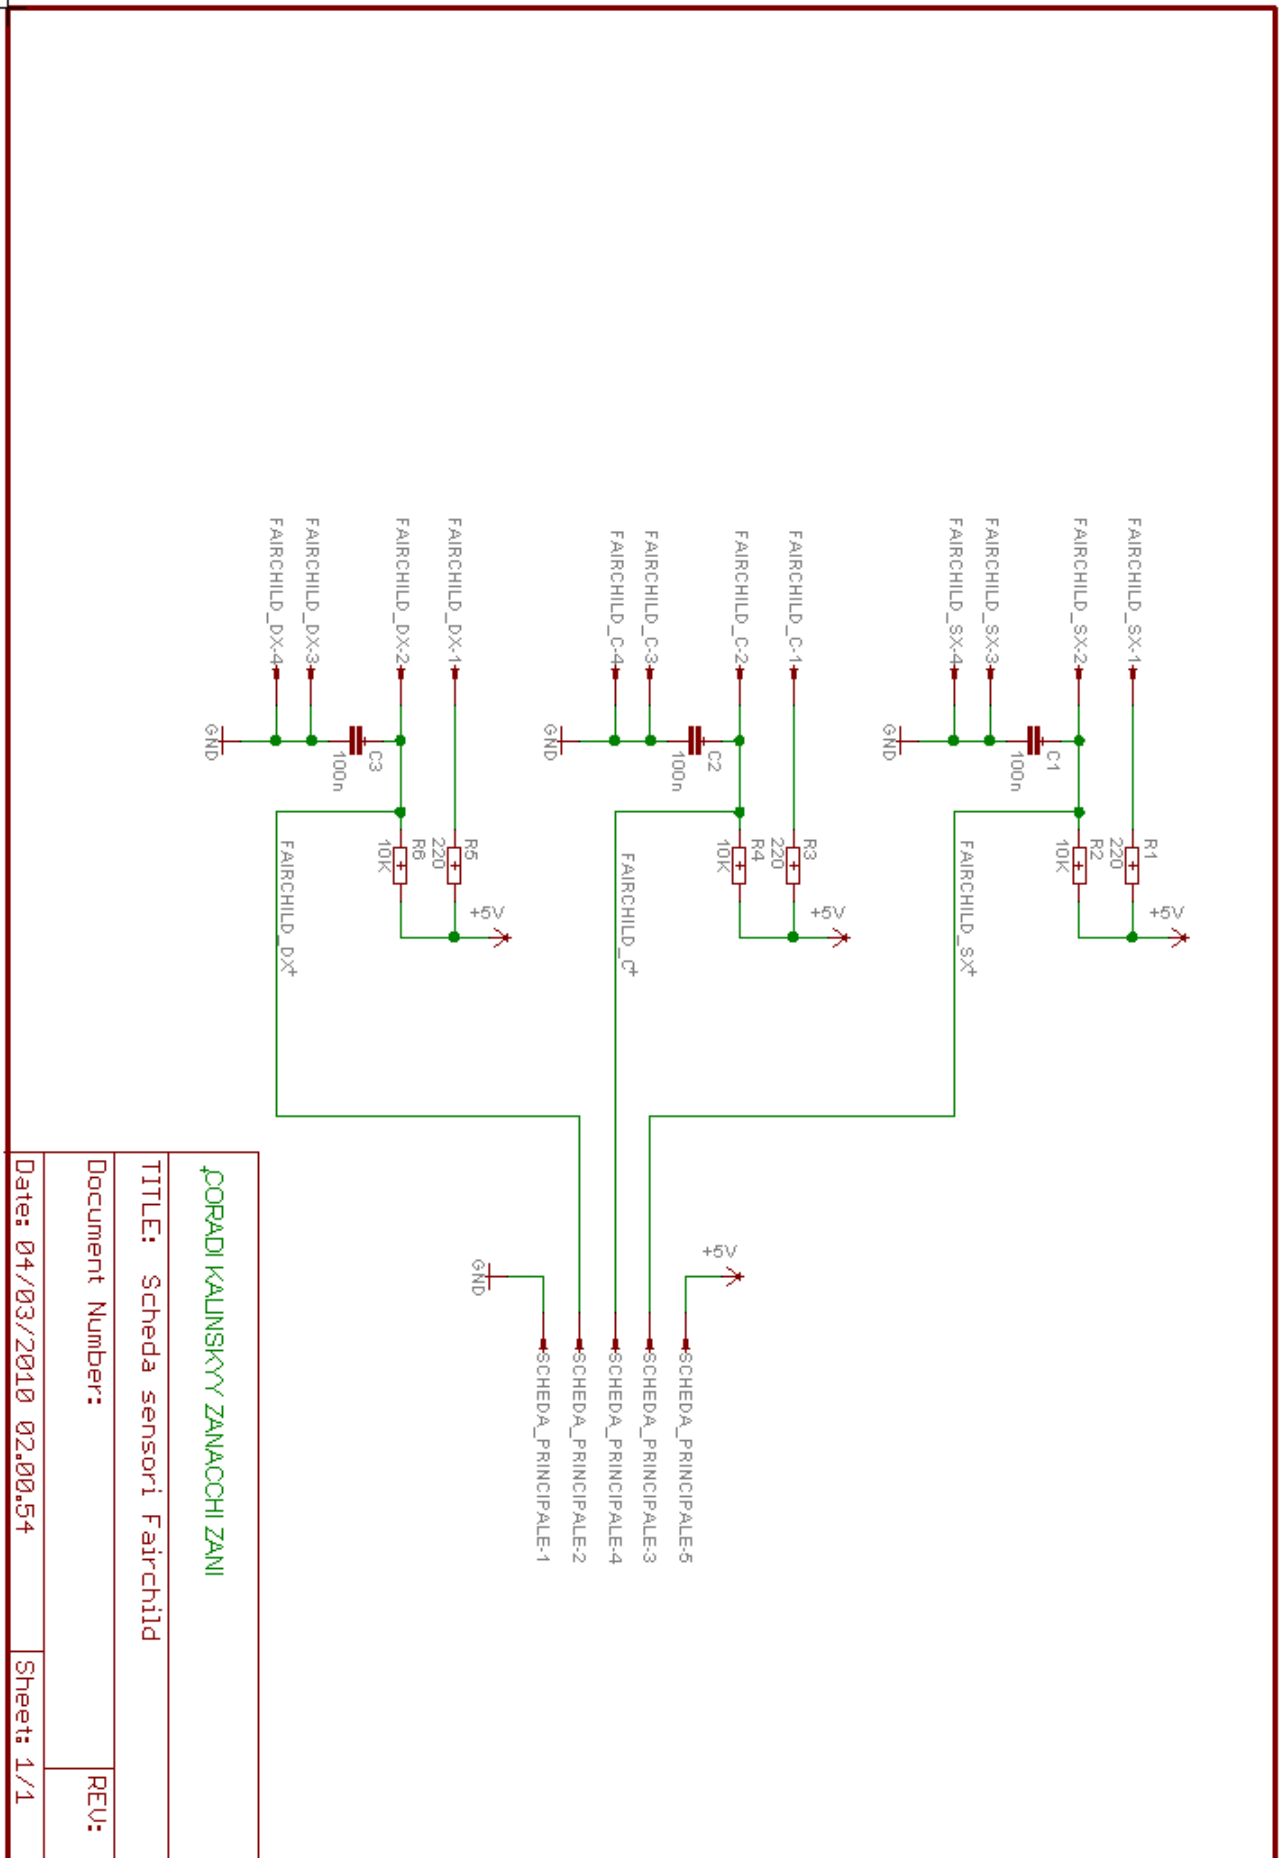 FAIRCHILD_SX-1
FAIRCHILD_SX-2
FAIRCHILD_SX-3
FAIRCHILD_SX-4
R1
220
R2
10K
C1
100n
+5V
GND
FAIRCHILD_SX
FAIRCHILD_C-1
FAIRCHILD_C-2
FAIRCHILD_C-3
FAIRCHILD_C-4
R3
220
R4
10K
C2
100n
+5V
GND
FAIRCHILD_C
FAIRCHILD_DX-1
FAIRCHILD_DX-2
FAIRCHILD_DX-3
FAIRCHILD_DX-4
R5
220
R6
10K
C3
100n
+5V
GND
FAIRCHILD_DX
+5V
SCHEDA_PRINCIPALE-5
SCHEDA_PRINCIPALE-3
SCHEDA_PRINCIPALE-4
SCHEDA_PRINCIPALE-2
SCHEDA_PRINCIPALE-1
GND
CORADI KALINSKYY ZANACCHI ZANI
TITLE: Scheda sensori Fairchild
Document Number:
REV:
Date: 04/03/2010 02.00.54
Sheet: 1/1